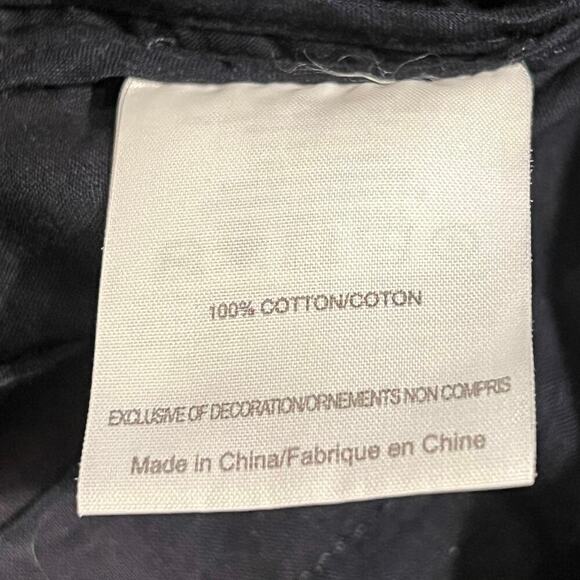 100% COTTON/COTON
EXCLUSIVE OF DECORATION/ORNEMENTS NON COMPRIS
Made in China/Fabrique en Chine